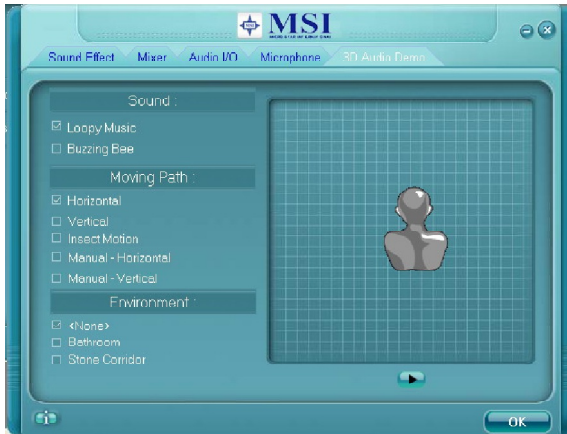 MSI
Sound Effect
Mixer
Audio I/O
Microphone
3D Audio Demo
Sound :
Loopy Music
Buzzing Bee
Moving Path :
Horizontal
Vertical
Insect Motion
Manual - Horizontal
Manual - Vertical
Environment :
<None>
Bathroom
Stone Corridor
OK